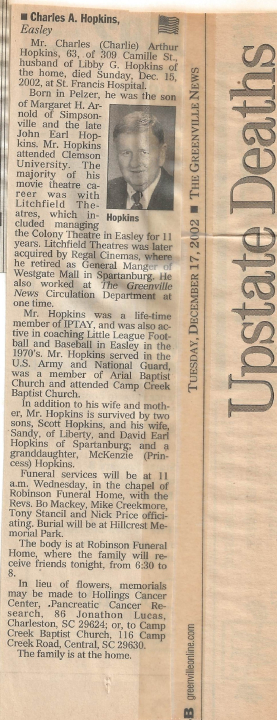 ■ Charles A. Hopkins,
Easley
Mr. Charles (Charlie) Arthur
Hopkins, 63, of 309 Camille St.,
husband of Libby G. Hopkins of
the home, died Sunday, Dec. 15,
2002, at St. Francis Hospital.
Born in Pelzer, he was the son
of Margaret H. Ar-
nold of Simpson-
ville and the late
John Earl Hop-
kins. Mr. Hopkins
attended Clemson
University. The
majority of his
movie theatre ca-
reer was with
Litchfield The-
atres, which in-
cluded managing
Hopkins
the Colony Theatre in Easley for 11
years. Litchfield Theatres was later
acquired by Regal Cinemas, where
he retired as General Manger of
Westgate Mall in Spartanburg. He
also worked at The Greenville
News Circulation Department at
one time.
Mr. Hopkins was a life-time
member of IPTAY, and was also ac-
tive in coaching Little League Foot-
ball and Baseball in Easley in the
1970's. Mr. Hopkins served in the
U.S. Army and National Guard,
was a member of Arial Baptist
Church and attended Camp Creek
Baptist Church.
In addition to his wife and moth-
er, Mr. Hopkins is survived by two
sons, Scott Hopkins, and his wife,
Sandy, of Liberty, and David Earl
Hopkins of Spartanburg; and a
granddaughter, McKenzie (Prin-
cess) Hopkins.
Funeral services will be at 11
a.m. Wednesday, in the chapel of
Robinson Funeral Home, with the
Revs. Bo Mackey, Mike Creekmore,
Tony Stancil and Nick Price offici-
ating. Burial will be at Hillcrest Me-
morial Park.
The body is at Robinson Funeral
Home, where the family will re-
ceive friends tonight, from 6:30 to
8.
In lieu of flowers, memorials
may be made to Hollings Cancer
Center, Pancreatic Cancer Re-
search, 86 Jonathon Lucas,
Charleston, SC 29624; or, to Camp
Creek Baptist Church, 116 Camp
Creek Road, Central, SC 29630.
The family is at the home.
TUESDAY, DECEMBER 17, 2002 ■ THE GREENVILLE NEWS
B greenvilleonline.com
Upstate Deaths